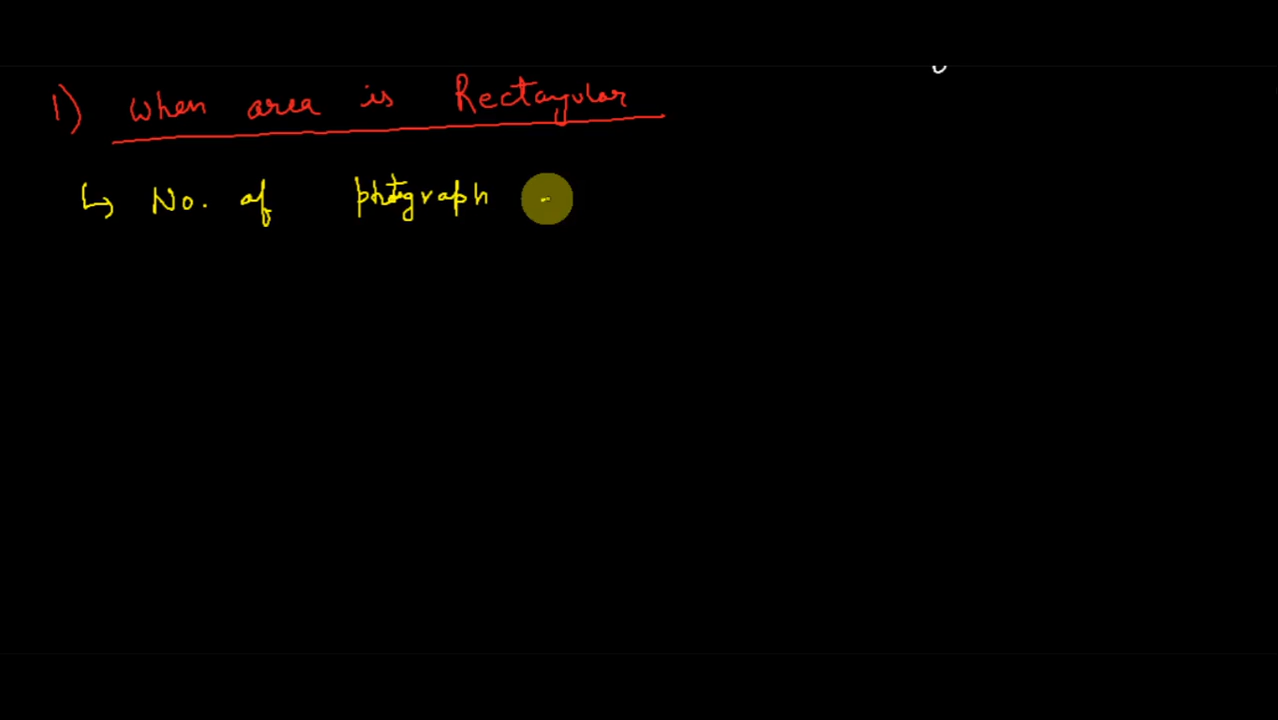 1) When area is Rectangular
↳ No. of photograph -